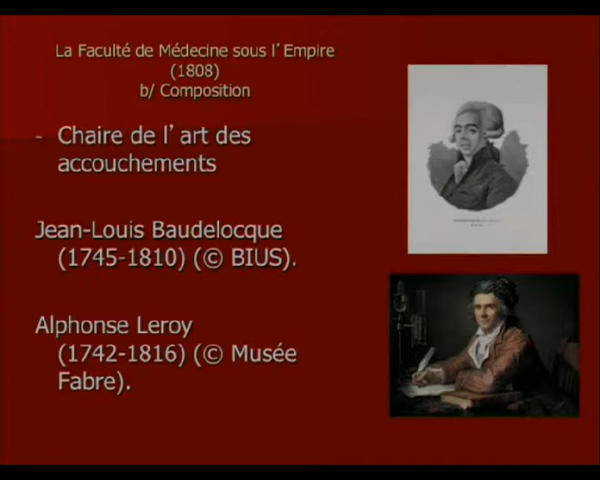 La Faculté de Médecine sous l'Empire
(1808)
b/ Composition
- Chaire de l'art des
accouchements
Jean-Louis Baudelocque
(1745-1810) (© BIUS).
Alphonse Leroy
(1742-1816) (© Musée
Fabre).